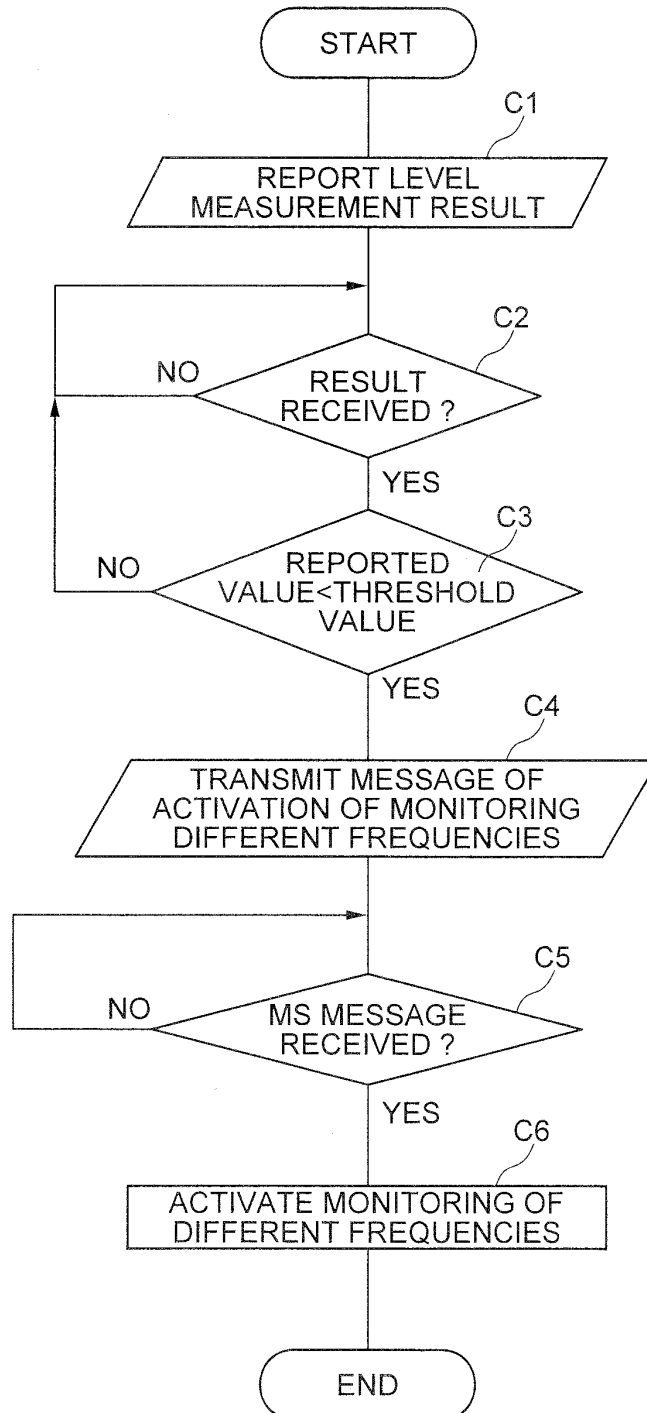 START
C1
REPORT LEVEL
MEASUREMENT RESULT
C2
NO
RESULT
RECEIVED ?
YES
C3
NO
REPORTED
VALUE<THRESHOLD
VALUE
YES
C4
TRANSMIT MESSAGE OF
ACTIVATION OF MONITORING
DIFFERENT FREQUENCIES
C5
NO
MS MESSAGE
RECEIVED ?
YES
C6
ACTIVATE MONITORING OF
DIFFERENT FREQUENCIES
END